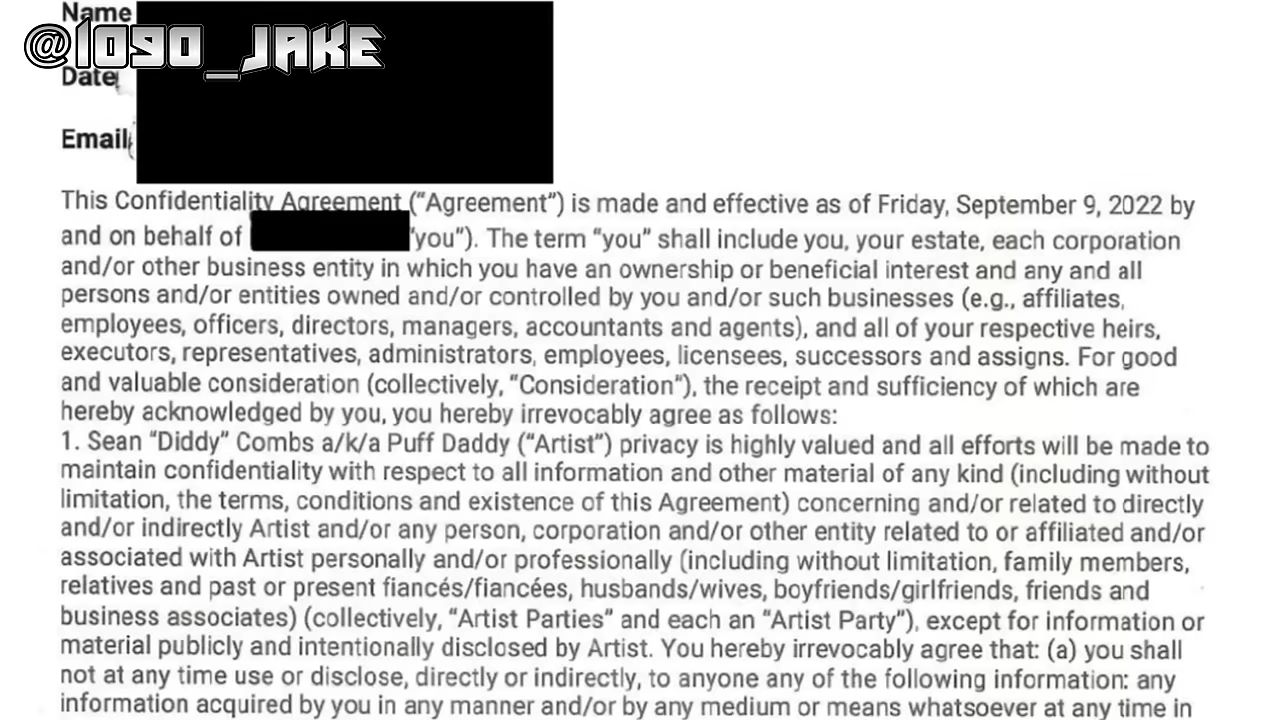 Name
@1090_JAKE
Date
Email
This Confidentiality Agreement (“Agreement”) is made and effective as of Friday, September 9, 2022 by
and on behalf of “you”). The term “you” shall include you, your estate, each corporation
and/or other business entity in which you have an ownership or beneficial interest and any and all
persons and/or entities owned and/or controlled by you and/or such businesses (e.g., affiliates,
employees, officers, directors, managers, accountants and agents), and all of your respective heirs,
executors, representatives, administrators, employees, licensees, successors and assigns. For good
and valuable consideration (collectively, “Consideration”), the receipt and sufficiency of which are
hereby acknowledged by you, you hereby irrevocably agree as follows:
1. Sean “Diddy” Combs a/k/a Puff Daddy (“Artist”) privacy is highly valued and all efforts will be made to
maintain confidentiality with respect to all information and other material of any kind (including without
limitation, the terms, conditions and existence of this Agreement) concerning and/or related to directly
and/or indirectly Artist and/or any person, corporation and/or other entity related to or affiliated and/or
associated with Artist personally and/or professionally (including without limitation, family members,
relatives and past or present fiancés/fiancées, husbands/wives, boyfriends/girlfriends, friends and
business associates) (collectively, “Artist Parties” and each an “Artist Party”), except for information or
material publicly and intentionally disclosed by Artist. You hereby irrevocably agree that: (a) you shall
not at any time use or disclose, directly or indirectly, to anyone any of the following information: any
information acquired by you in any manner and/or by any medium or means whatsoever at any time in